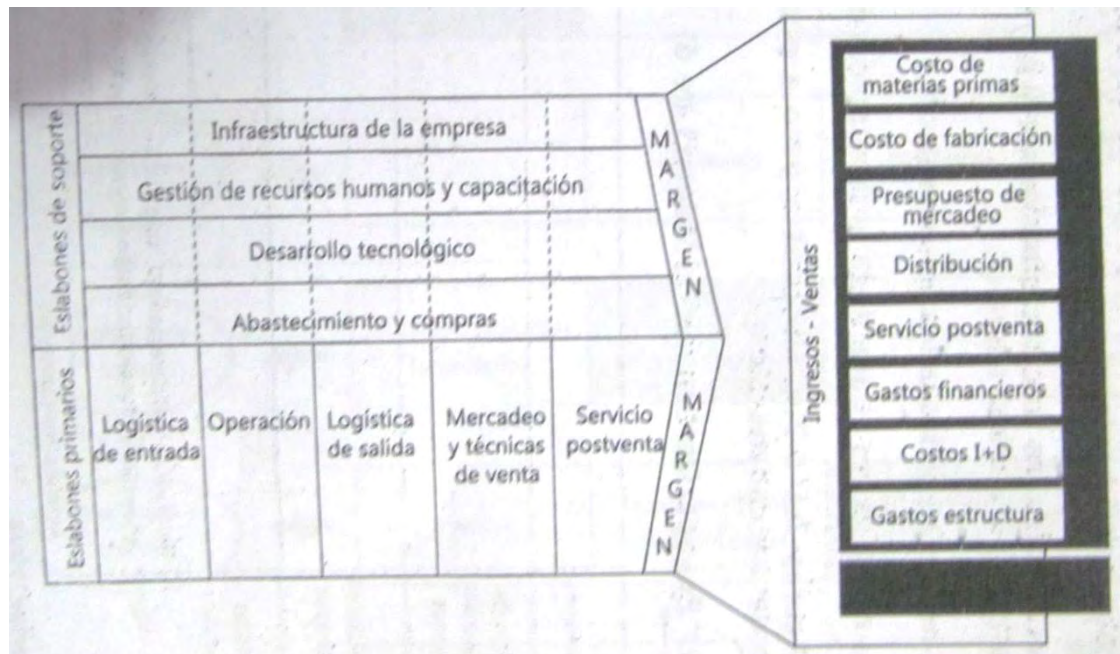 Eslabones de soporte
Infraestructura de la empresa
Gestión de recursos humanos y capacitación
Desarrollo tecnológico
Abastecimiento y compras
MARGEN
Eslabones primarios
Logística
de entrada
Operación
Logística
de salida
Mercadeo
y técnicas
de venta
Servicio
postventa
MARGEN
Ingresos - Ventas
Costo de
materias primas
Costo de fabricación
Presupuesto de
mercadeo
Distribución
Servicio postventa
Gastos financieros
Costos I+D
Gastos estructura